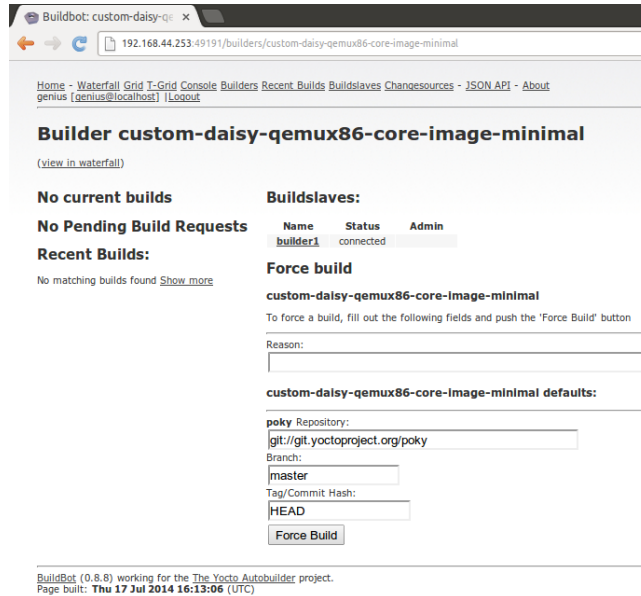 Buildbot: custom-daisy-qe
192.168.44.253:49191/builders/custom-daisy-qemux86-core-image-minimal
Home - Waterfall Grid T-Grid Console Builders Recent Builds Buildslaves Changesources - JSON API - About
genius [genius@localhost] |Logout
Builder custom-daisy-qemux86-core-image-minimal
(view in waterfall)
No current builds
No Pending Build Requests
Recent Builds:
No matching builds found Show more
Buildslaves:
Name Status Admin
builder1 connected
Force build
custom-daisy-qemux86-core-image-minimal
To force a build, fill out the following fields and push the 'Force Build' button
Reason:
custom-daisy-qemux86-core-image-minimal defaults:
poky Repository:
git://git.yoctoproject.org/poky
Branch:
master
Tag/Commit Hash:
HEAD
Force Build
BuildBot (0.8.8) working for the The Yocto Autobuilder project.
Page built: Thu 17 Jul 2014 16:13:06 (UTC)